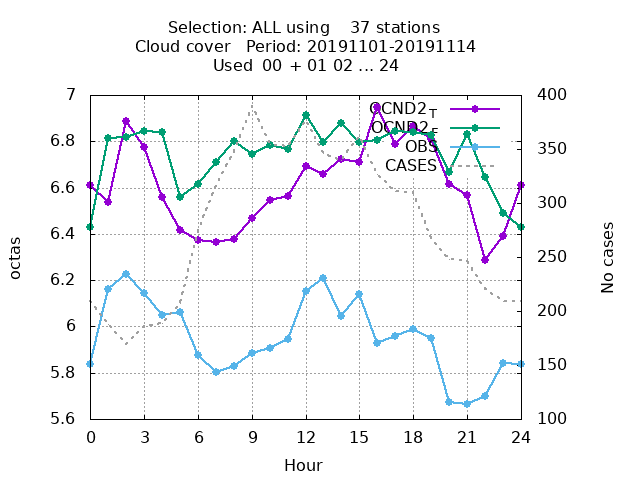 Selection: ALL using    37 stations
Cloud cover   Period: 20191101-20191114
Used  00 + 01 02 ... 24
7
6.8
6.6
6.4
6.2
6
5.8
5.6
400
350
300
250
200
150
100
0 3 6 9 12 15 18 21 24
octas
No cases
Hour
OCND2_T
OBS
CASES